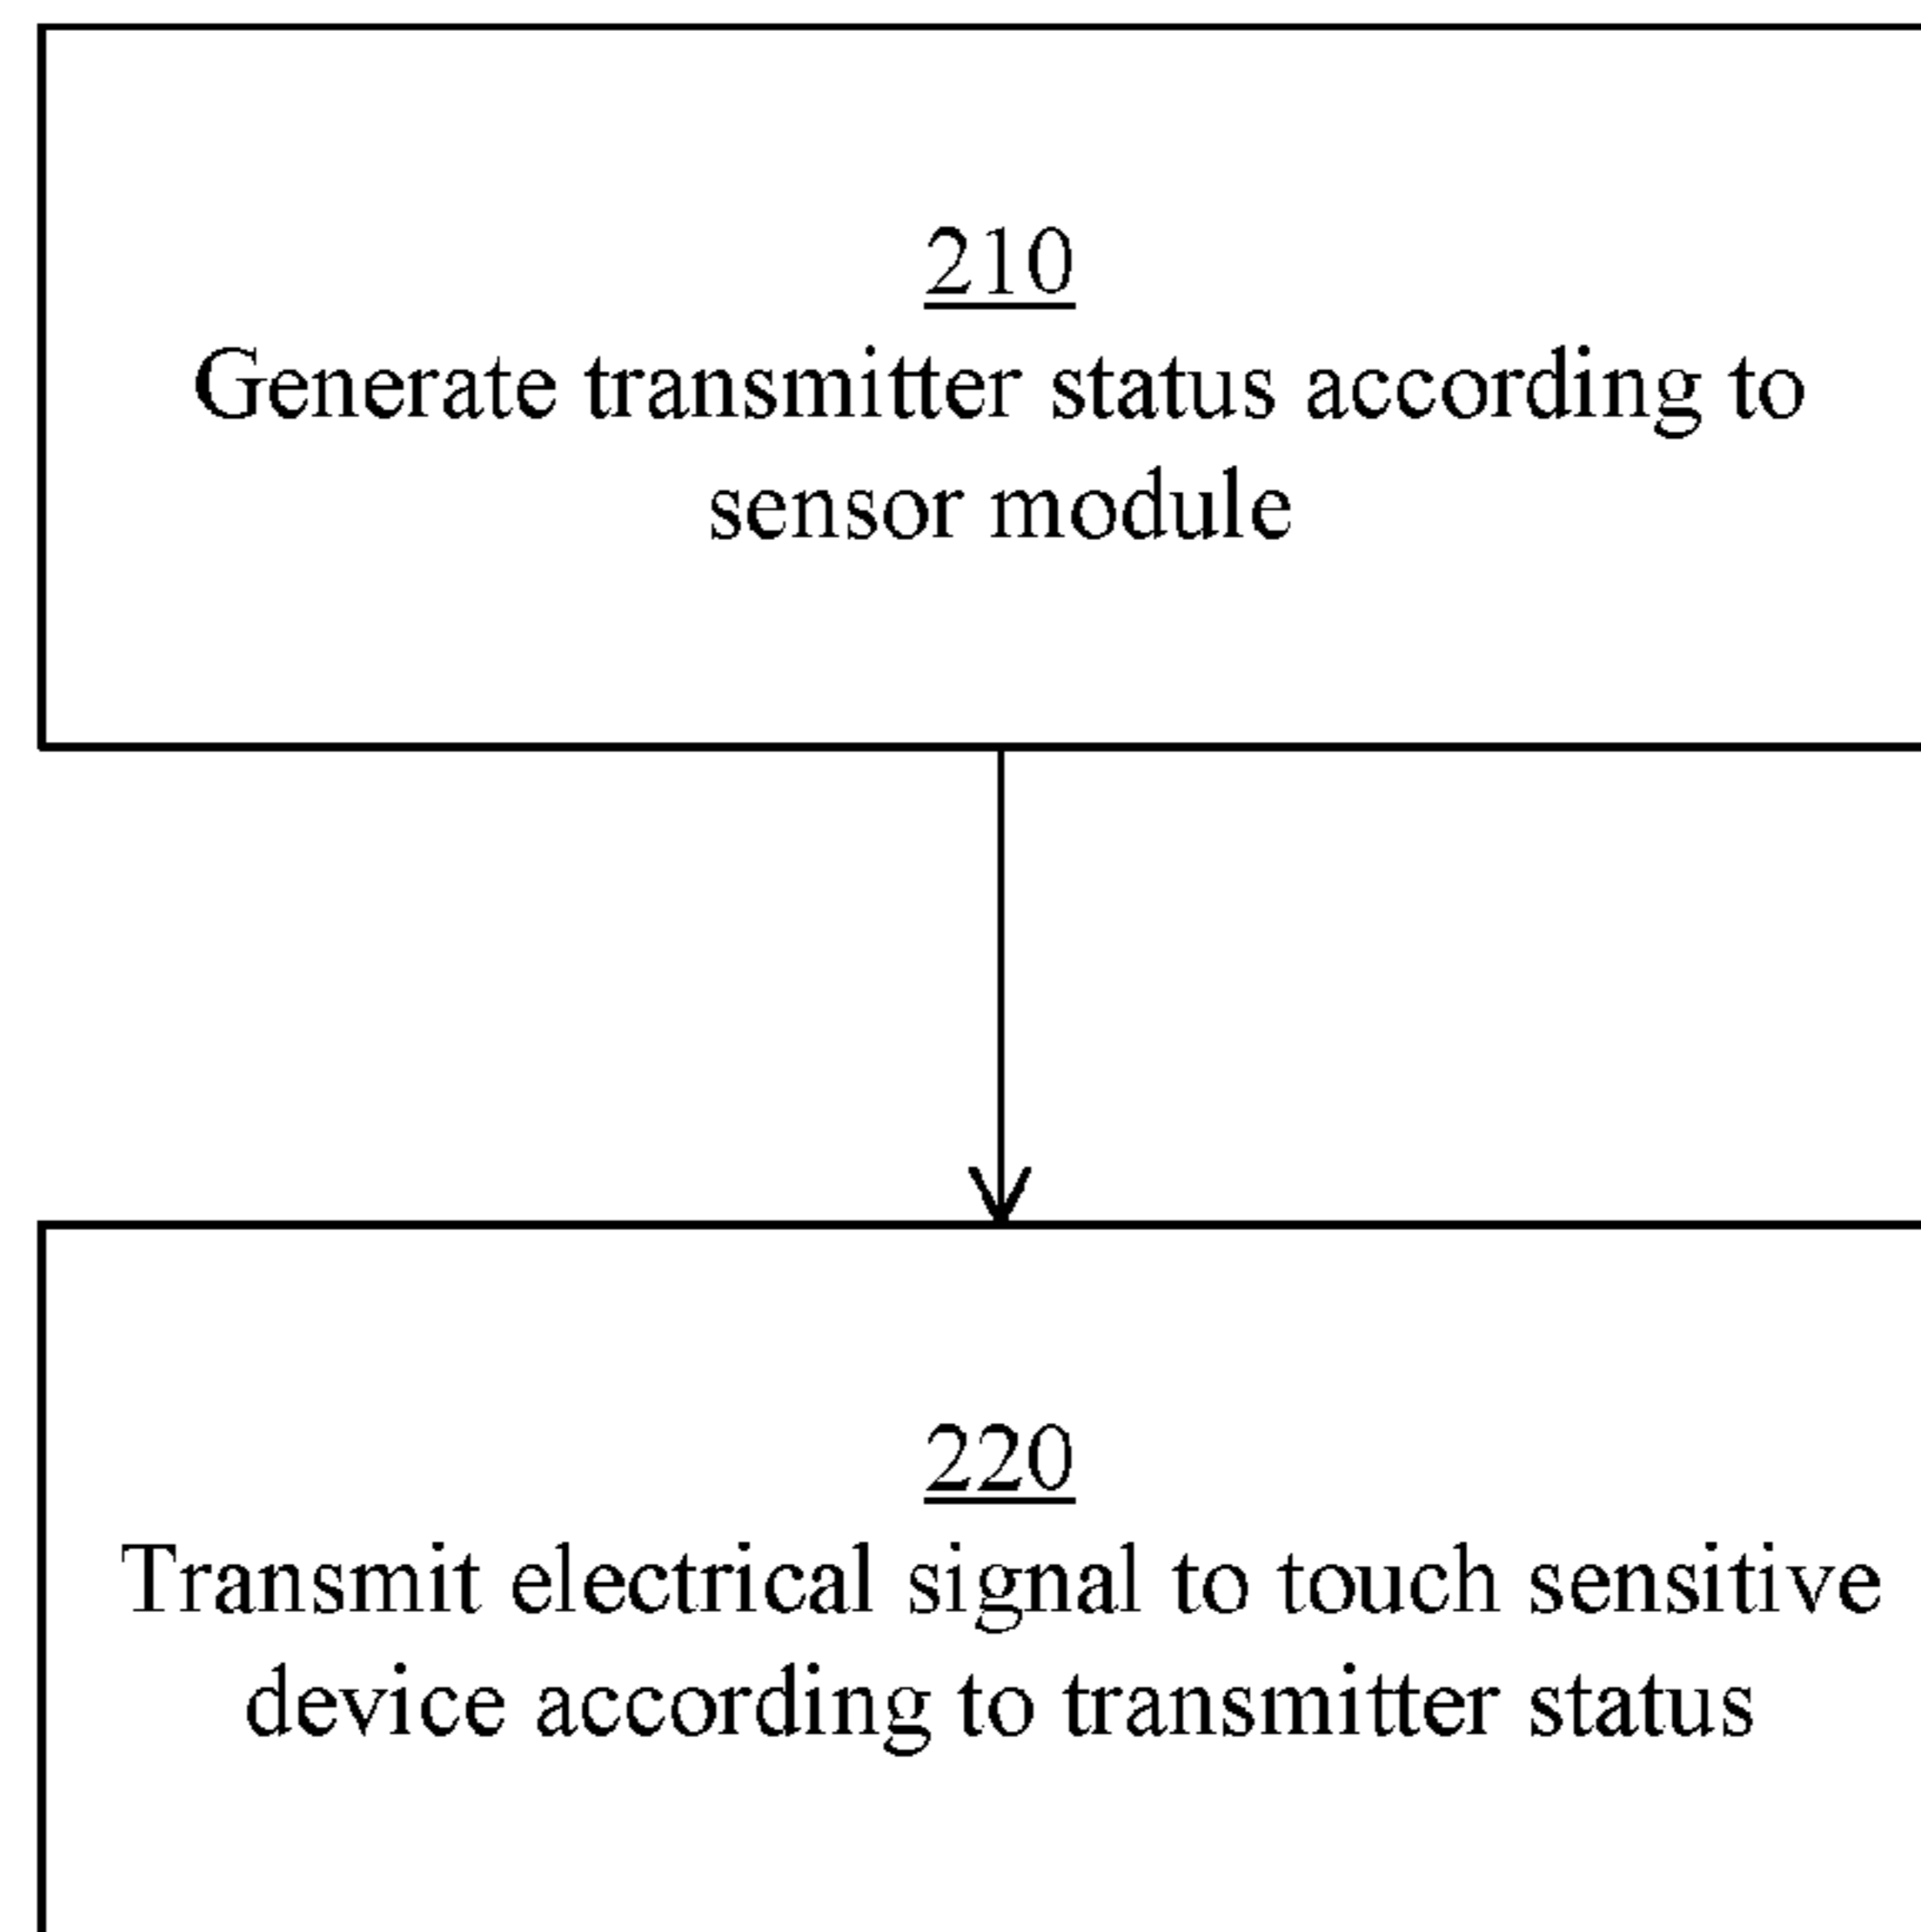 210
Generate transmitter status according to
sensor module
220
Transmit electrical signal to touch sensitive
device according to transmitter status